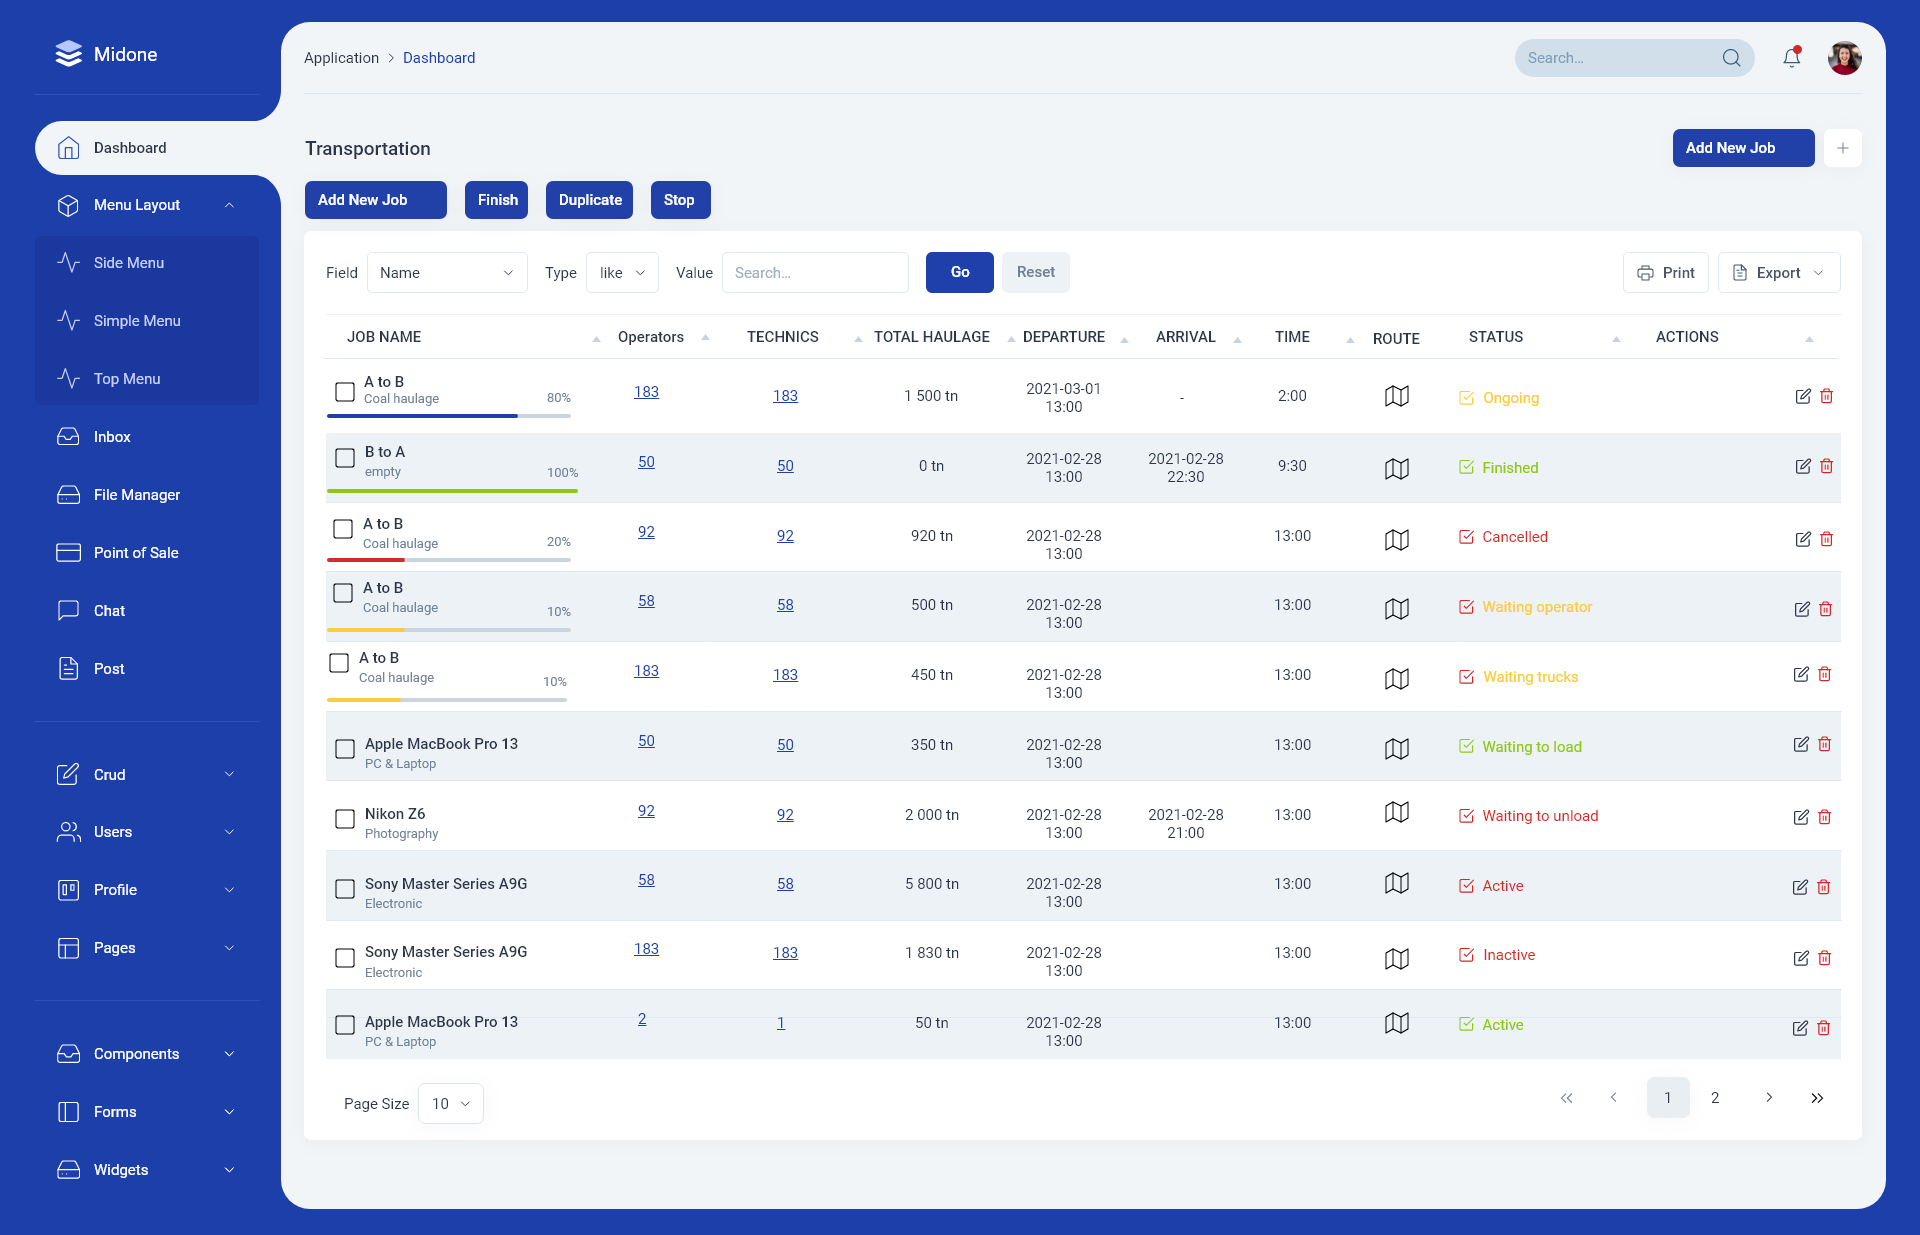 Midone
Application > Dashboard
Search...
Dashboard
Menu Layout
Side Menu
Simple Menu
Top Menu
Inbox
File Manager
Point of Sale
Chat
Post
Crud
Users
Profile
Pages
Components
Forms
Widgets
Transportation
Add New Job
Add New Job Finish Duplicate Stop
Field Name Type like Value Search... Go Reset Print Export
JOB NAME Operators TECHNICS TOTAL HAULAGE DEPARTURE ARRIVAL TIME ROUTE STATUS ACTIONS
A to B
Coal haulage 80% 183 183 1 500 tn 2021-03-01 - 2:00 Ongoing
13:00
B to A
empty 100% 50 50 0 tn 2021-02-28 2021-02-28 9:30 Finished
13:00 22:30
A to B
Coal haulage 20% 92 92 920 tn 2021-02-28 13:00 Cancelled
13:00
A to B
Coal haulage 10% 58 58 500 tn 2021-02-28 13:00 Waiting operator
13:00
A to B
Coal haulage 10% 183 183 450 tn 2021-02-28 13:00 Waiting trucks
13:00
Apple MacBook Pro 13 50 50 350 tn 2021-02-28 13:00 Waiting to load
PC & Laptop 13:00
Nikon Z6 92 92 2 000 tn 2021-02-28 2021-02-28 13:00 Waiting to unload
Photography 13:00 21:00
Sony Master Series A9G 58 58 5 800 tn 2021-02-28 13:00 Active
Electronic 13:00
Sony Master Series A9G 183 183 1 830 tn 2021-02-28 13:00 Inactive
Electronic 13:00
Apple MacBook Pro 13 2 1 50 tn 2021-02-28 13:00 Active
PC & Laptop 13:00
Page Size 10 1 2